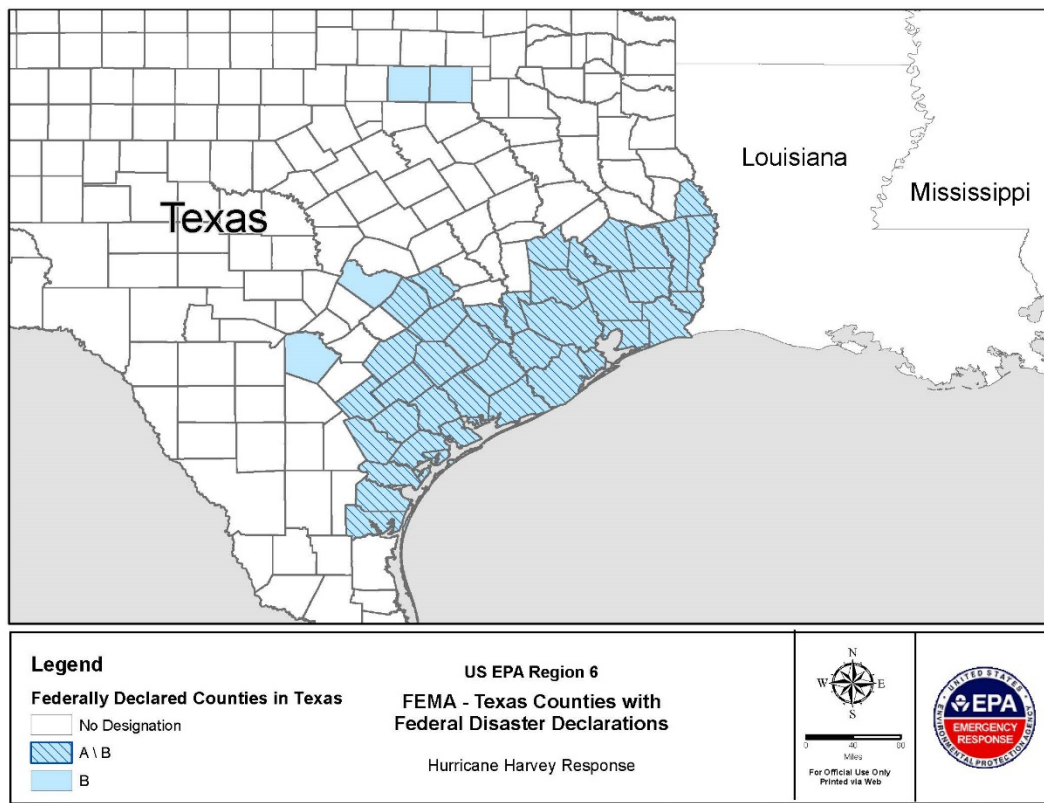 Texas
Louisiana
Mississippi
Legend
Federally Declared Counties in Texas
No Designation
A \ B
B
US EPA Region 6
FEMA - Texas Counties with
Federal Disaster Declarations
Hurricane Harvey Response
N
W
E
S
0
40
80
Miles
For Official Use Only
Printed via Web
UNITED STATES
EPA
EMERGENCY
RESPONSE
ENVIRONMENTAL PROTECTION AGENCY